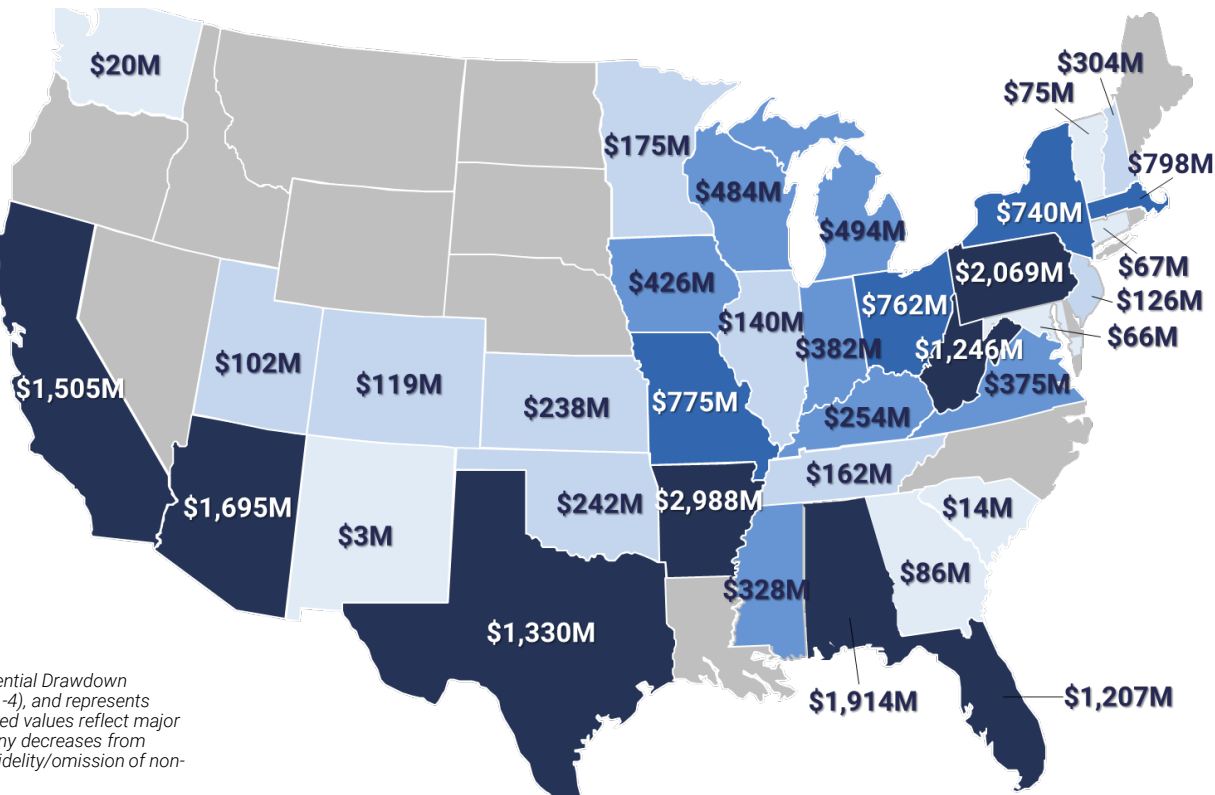 $304M
$20M
$75M
$175M
$798M
$484M
$740M
$494M
$67M
$2,069M
$426M
$126M
$762M
$140M
$66M
$382M
$1,246M
$102M
$1,505M
$119M
$375M
$238M
$775M
$254M
$162M
$2,988M
$242M
$1,695M
$14M
$3M
$86M
$328M
$1,330M
ential Drawdown
-4), and represents
ed values reflect major
ny decreases from
idelity/omission of non-
$1,914M
$1,207M